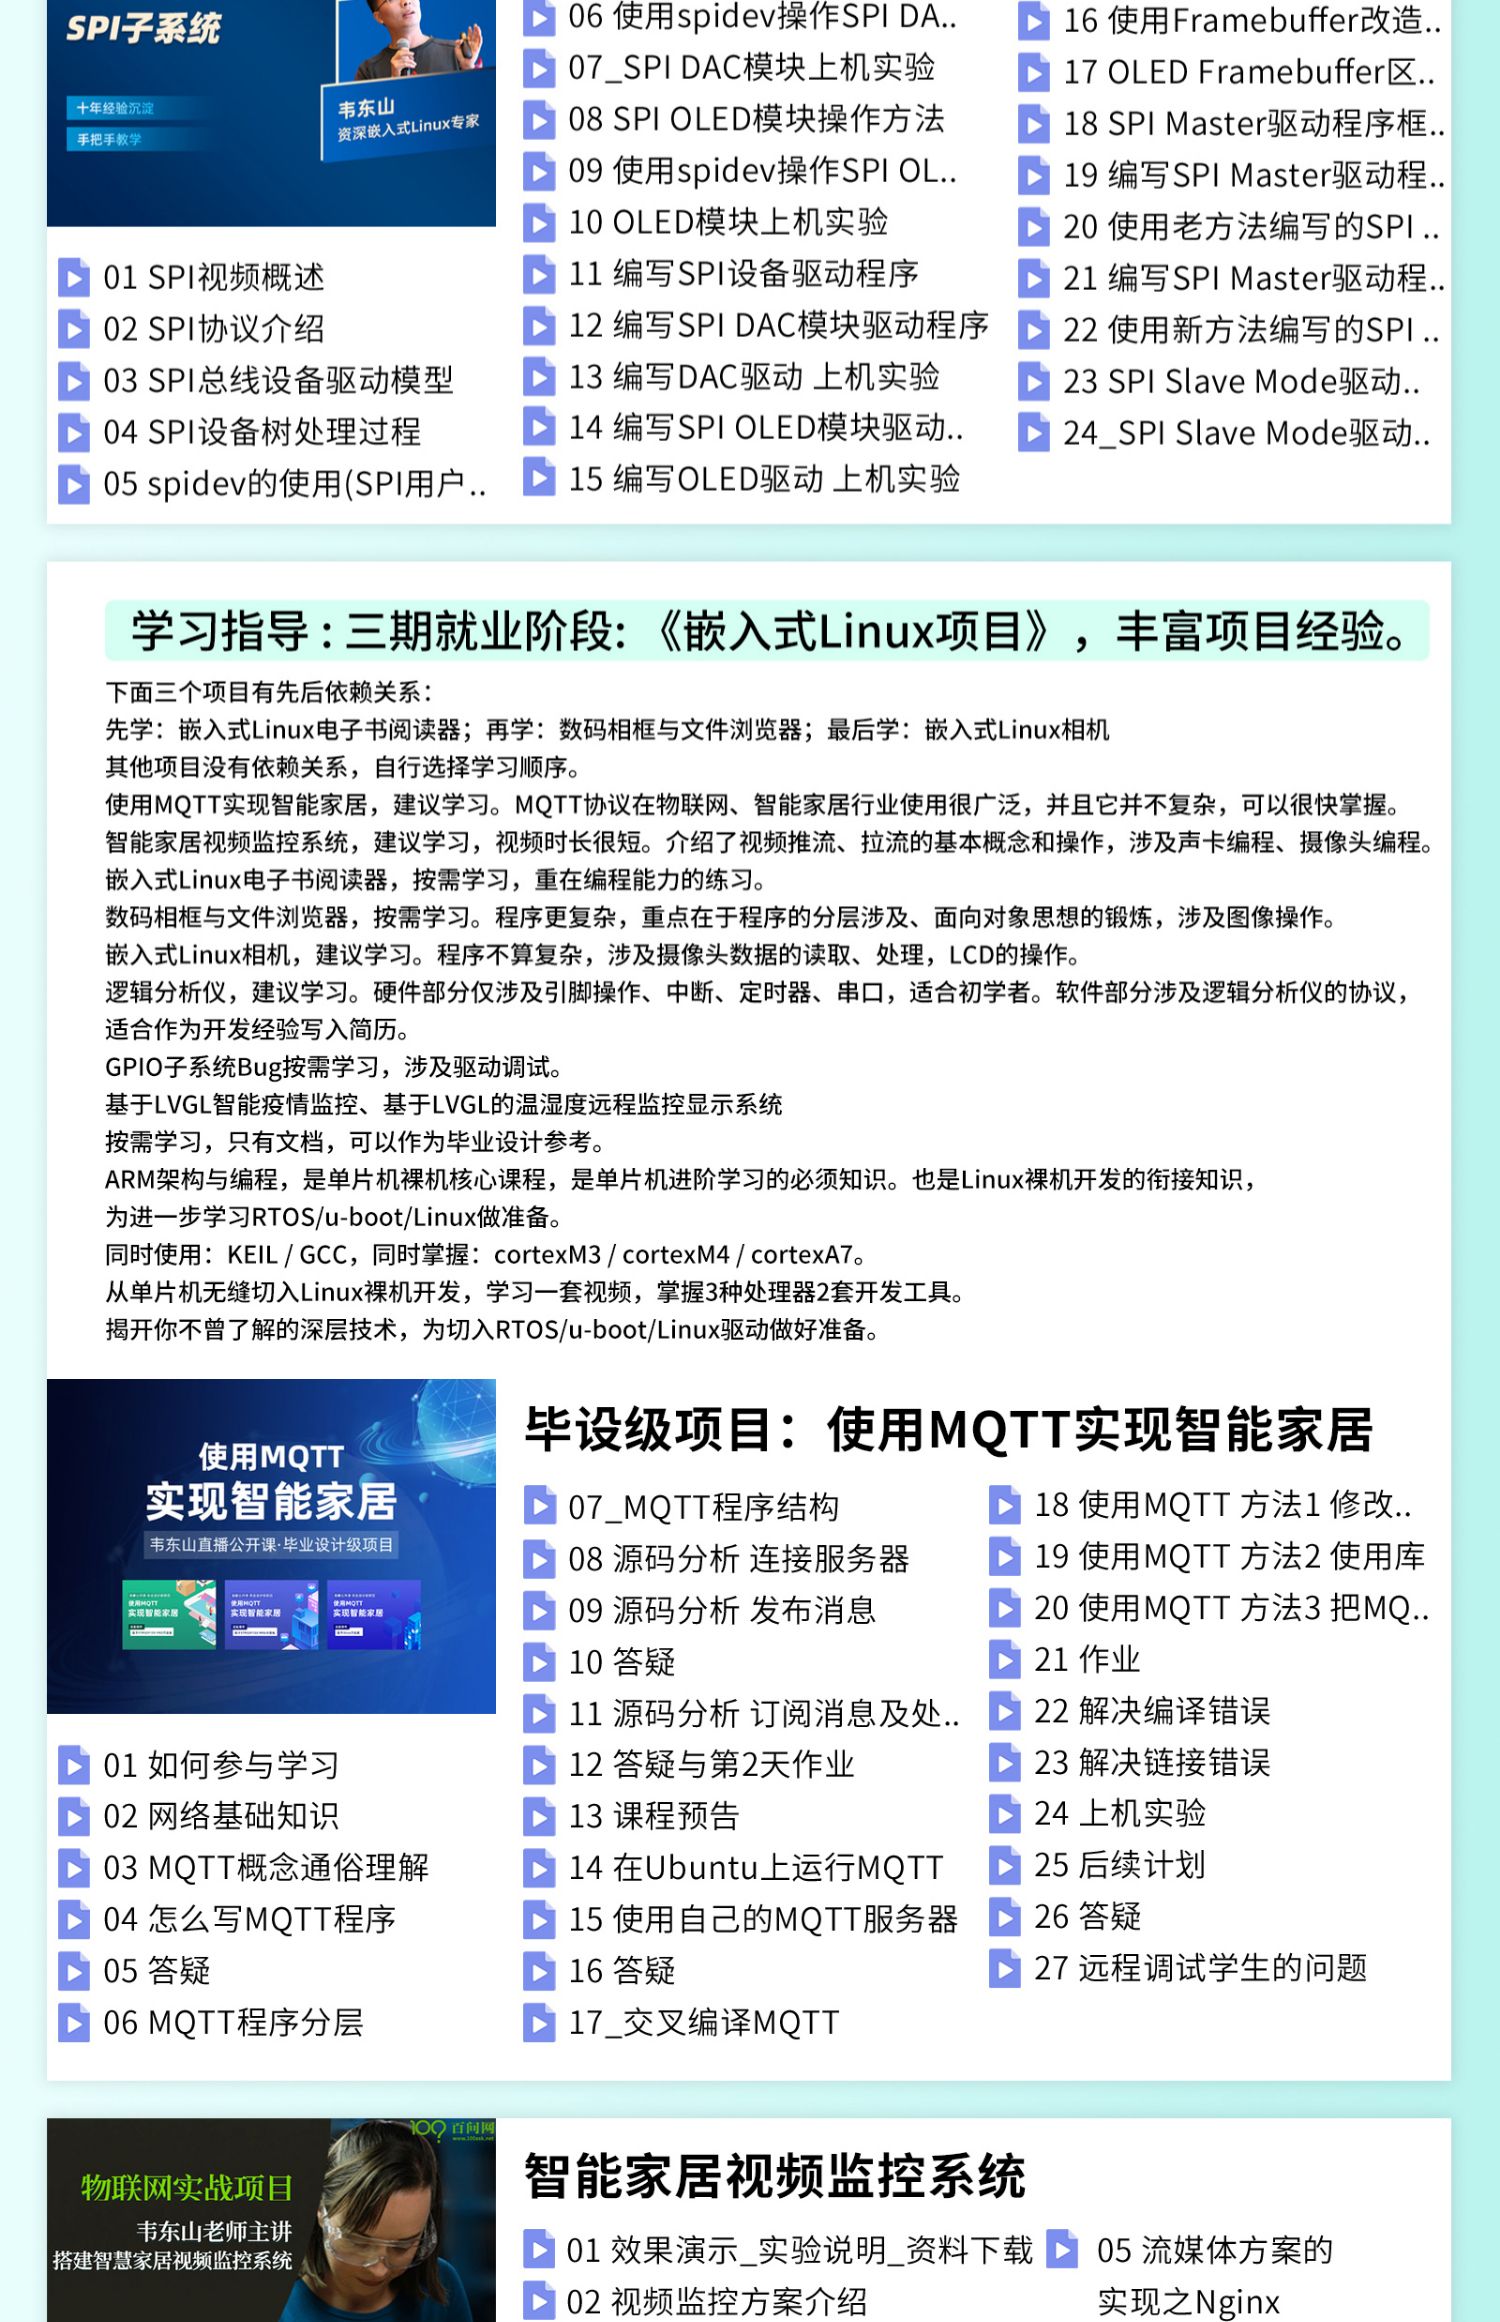 SPI子系统
十年经验沉淀
手把手教学
韦东山
资深嵌入式Linux专家
01 SPI视频概述
02 SPI协议介绍
03 SPI总线设备驱动模型
04 SPI设备树处理过程
05 spidev的使用(SPI用户..
06 使用spidev操作SPI DA..
07_SPI DAC模块上机实验
08 SPI OLED模块操作方法
09 使用spidev操作SPI OL..
10 OLED模块上机实验
11 编写SPI设备驱动程序
12 编写SPI DAC模块驱动程序
13 编写DAC驱动 上机实验
14 编写SPI OLED模块驱动..
15 编写OLED驱动 上机实验
16 使用Framebuffer改造..
17 OLED Framebuffer区..
18 SPI Master驱动程序框..
19 编写SPI Master驱动程..
20 使用老方法编写的SPI ..
21 编写SPI Master驱动程..
22 使用新方法编写的SPI ..
23 SPI Slave Mode驱动..
24_SPI Slave Mode驱动..
学习指导 : 三期就业阶段: 《嵌入式Linux项目》，丰富项目经验。
下面三个项目有先后依赖关系：
先学：嵌入式Linux电子书阅读器；再学：数码相框与文件浏览器；最后学：嵌入式Linux相机
其他项目没有依赖关系，自行选择学习顺序。
使用MQTT实现智能家居，建议学习。MQTT协议在物联网、智能家居行业使用很广泛，并且它并不复杂，可以很快掌握。
智能家居视频监控系统，建议学习，视频时长很短。介绍了视频推流、拉流的基本概念和操作，涉及声卡编程、摄像头编程。
嵌入式Linux电子书阅读器，按需学习，重在编程能力的练习。
数码相框与文件浏览器，按需学习。程序更复杂，重点在于程序的分层涉及、面向对象思想的锻炼，涉及图像操作。
嵌入式Linux相机，建议学习。程序不算复杂，涉及摄像头数据的读取、处理，LCD的操作。
逻辑分析仪，建议学习。硬件部分仅涉及引脚操作、中断、定时器、串口，适合初学者。软件部分涉及逻辑分析仪的协议，
适合作为开发经验写入简历。
GPIO子系统Bug按需学习，涉及驱动调试。
基于LVGL智能疫情监控、基于LVGL的温湿度远程监控显示系统
按需学习，只有文档，可以作为毕业设计参考。
ARM架构与编程，是单片机裸机核心课程，是单片机进阶学习的必须知识。也是Linux裸机开发的衔接知识，
为进一步学习RTOS/u-boot/Linux做准备。
同时使用：KEIL / GCC，同时掌握：cortexM3 / cortexM4 / cortexA7。
从单片机无缝切入Linux裸机开发，学习一套视频，掌握3种处理器2套开发工具。
揭开你不曾了解的深层技术，为切入RTOS/u-boot/Linux驱动做好准备。
使用MQTT
实现智能家居
韦东山直播公开课·毕业设计级项目
使用MQTT
实现智能家居
使用MQTT
实现智能家居
使用MQTT
实现智能家居
毕设级项目：使用MQTT实现智能家居
01 如何参与学习
02 网络基础知识
03 MQTT概念通俗理解
04 怎么写MQTT程序
05 答疑
06 MQTT程序分层
07_MQTT程序结构
08 源码分析 连接服务器
09 源码分析 发布消息
10 答疑
11 源码分析 订阅消息及处..
12 答疑与第2天作业
13 课程预告
14 在Ubuntu上运行MQTT
15 使用自己的MQTT服务器
16 答疑
17_交叉编译MQTT
18 使用MQTT 方法1 修改..
19 使用MQTT 方法2 使用库
20 使用MQTT 方法3 把MQ..
21 作业
22 解决编译错误
23 解决链接错误
24 上机实验
25 后续计划
26 答疑
27 远程调试学生的问题
百问网
www.100ask.net
物联网实战项目
韦东山老师主讲
搭建智慧家居视频监控系统
智能家居视频监控系统
01 效果演示_实验说明_资料下载
02 视频监控方案介绍
05 流媒体方案的
实现之Nginx